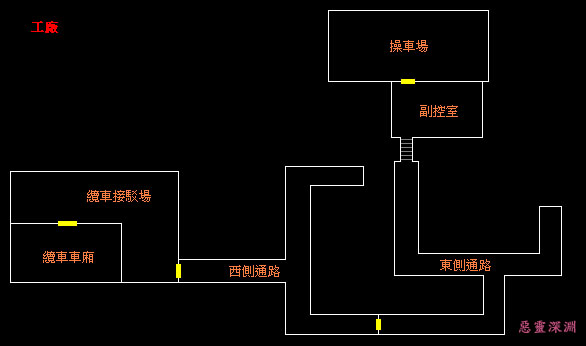 工廠
操車場
副控室
纜車接駁場
纜車車廂
西側通路
東側通路
惡靈深淵